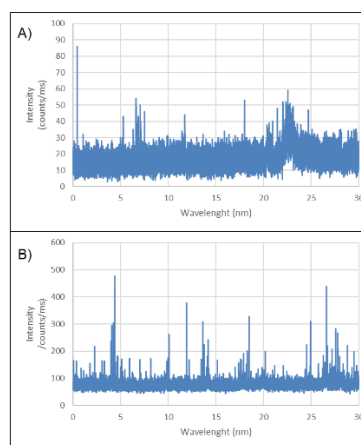 A)
100
90
80
70
60
50
40
30
20
10
0
Intensity
(counts/ms)
0 5 10 15 20 25 30
Wavelenght (nm)
B)
600
500
400
300
200
100
0
Intensity
/counts/ms)
0 5 10 15 20 25 30
Wavelenght (nm)